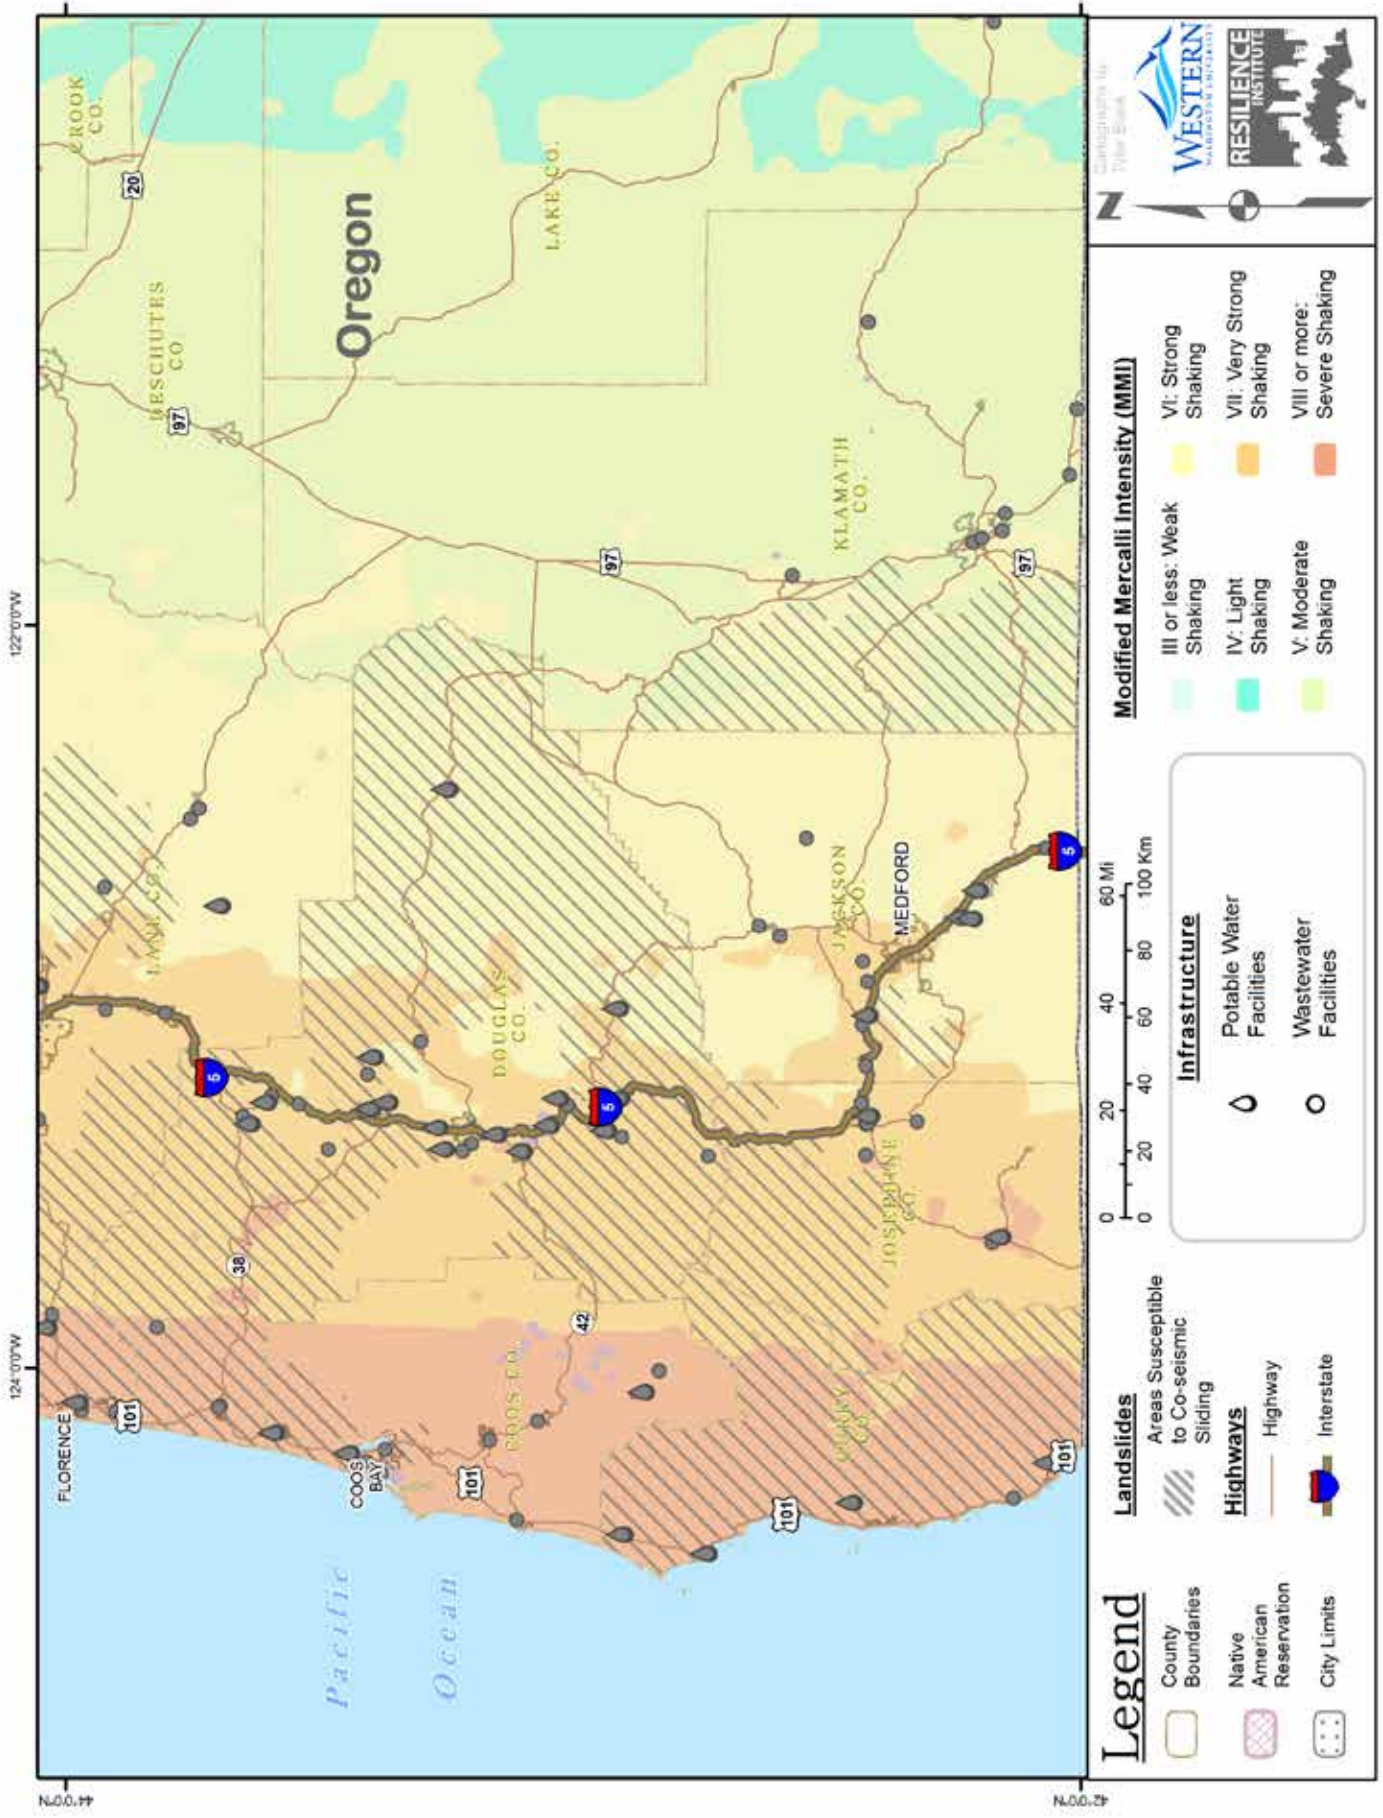 124°0'0"W
122°0'0"W
44°0'0"N
42°0'0"N
FLORENCE
101
38
5
LANE CO.
DESCHUTES
CO.
20
CROOK
CO.
97
Pacific
Ocean
COOS
BAY
101
COOS CO.
42
DOUGLAS
CO.
5
97
Oregon
LAKE CO.
101
CURRY
CO.
JOSEPHINE
CO.
JACKSON
CO.
MEDFORD
KLAMATH
CO.
97
101
5
Legend
County
Boundaries
Native
American
Reservation
City Limits
Landslides
Areas Susceptible
to Co-seismic
Sliding
Highways
Highway
Interstate
0 20 40 60 Mi
0 20 40 60 80 100 Km
Infrastructure
Potable Water
Facilities
Wastewater
Facilities
Modified Mercalli Intensity (MMI)
III or less: Weak
Shaking
IV: Light
Shaking
V: Moderate
Shaking
VI: Strong
Shaking
VII: Very Strong
Shaking
VIII or more:
Severe Shaking
N
Cartography by
Tyler
WESTERN
WASHINGTON UNIVERSITY
RESILIENCE
INSTITUTE